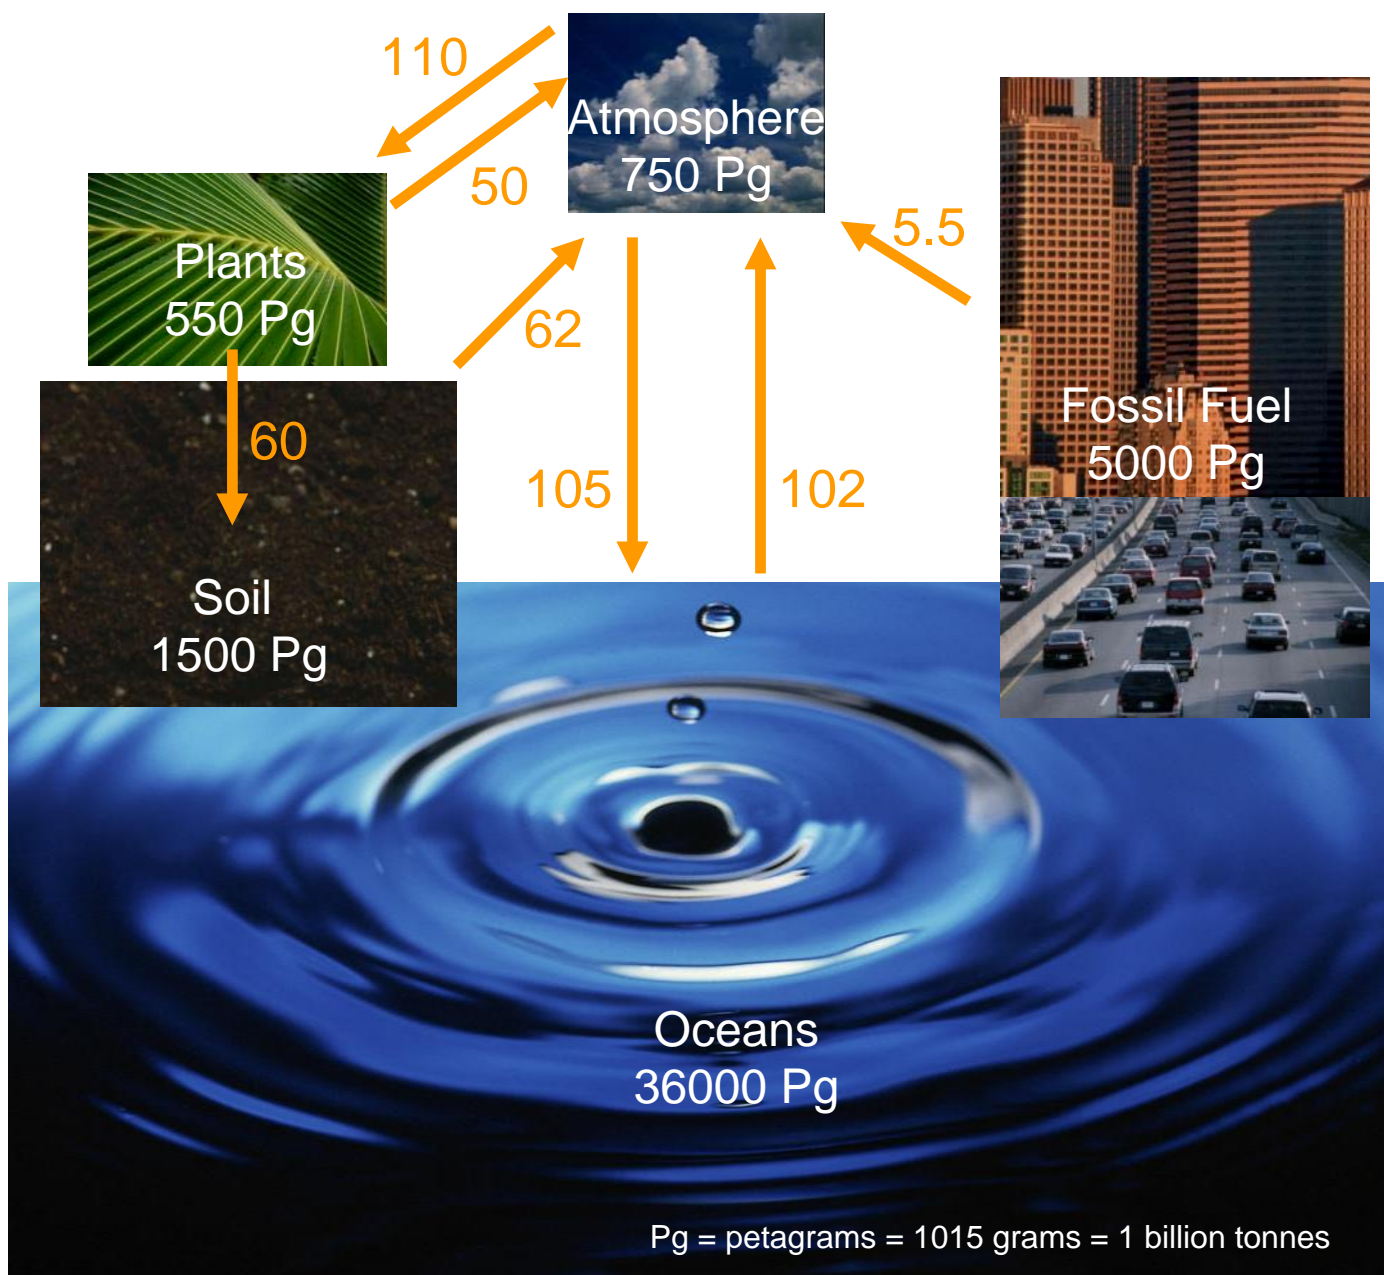 110
50
Atmosphere
750 Pg
5.5
Plants
550 Pg
62
60
105
102
Fossil Fuel
5000 Pg
Soil
1500 Pg
Oceans
36000 Pg
Pg = petagrams = 1015 grams = 1 billion tonnes